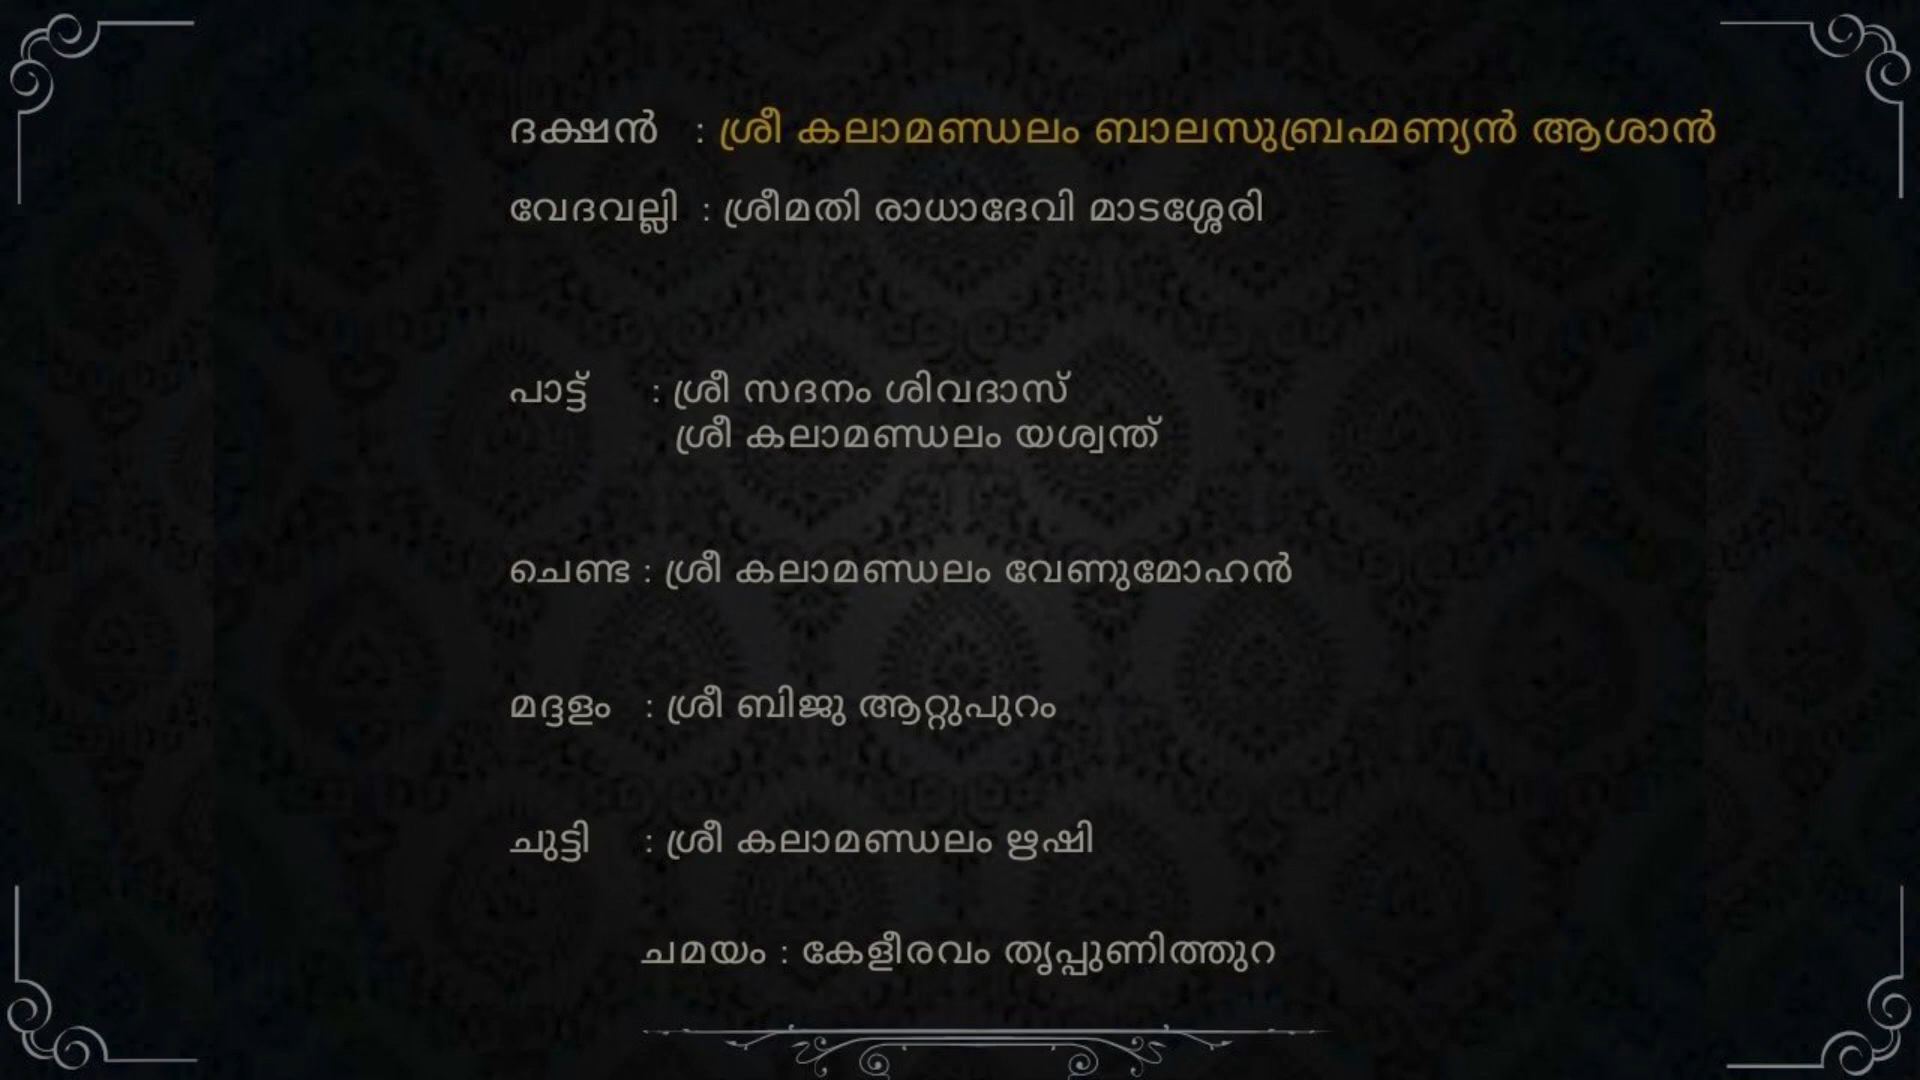 ദക്ഷൻ : ശ്രീ കലാമണ്ഡലം ബാലസുബ്രഹ്മണ്യൻ ആശാൻ
വേദവല്ലി : ശ്രീമതി രാധാദേവി മാടശ്ശേരി
പാട്ട് : ശ്രീ സദനം ശിവദാസ്
ശ്രീ കലാമണ്ഡലം യശ്വന്ത്
ചെണ്ട : ശ്രീ കലാമണ്ഡലം വേണുമോഹൻ
മദ്ദളം : ശ്രീ ബിജു ആറ്റുപുറം
ചുട്ടി : ശ്രീ കലാമണ്ഡലം ഋഷി
ചമയം : കേളീരവം തൃപ്പുണിത്തുറ